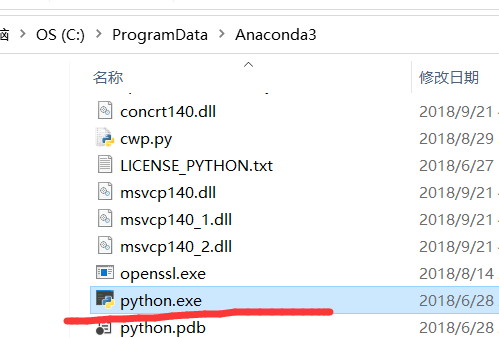 脑 › OS (C:) › ProgramData › Anaconda3
名称 修改日期
concrt140.dll 2018/9/21
cwp.py 2018/8/29
LICENSE_PYTHON.txt 2018/6/27
msvcp140.dll 2018/9/21
msvcp140_1.dll 2018/9/21
msvcp140_2.dll 2018/9/21
openssl.exe 2018/8/14
python.exe 2018/6/28
python.pdb 2018/6/28